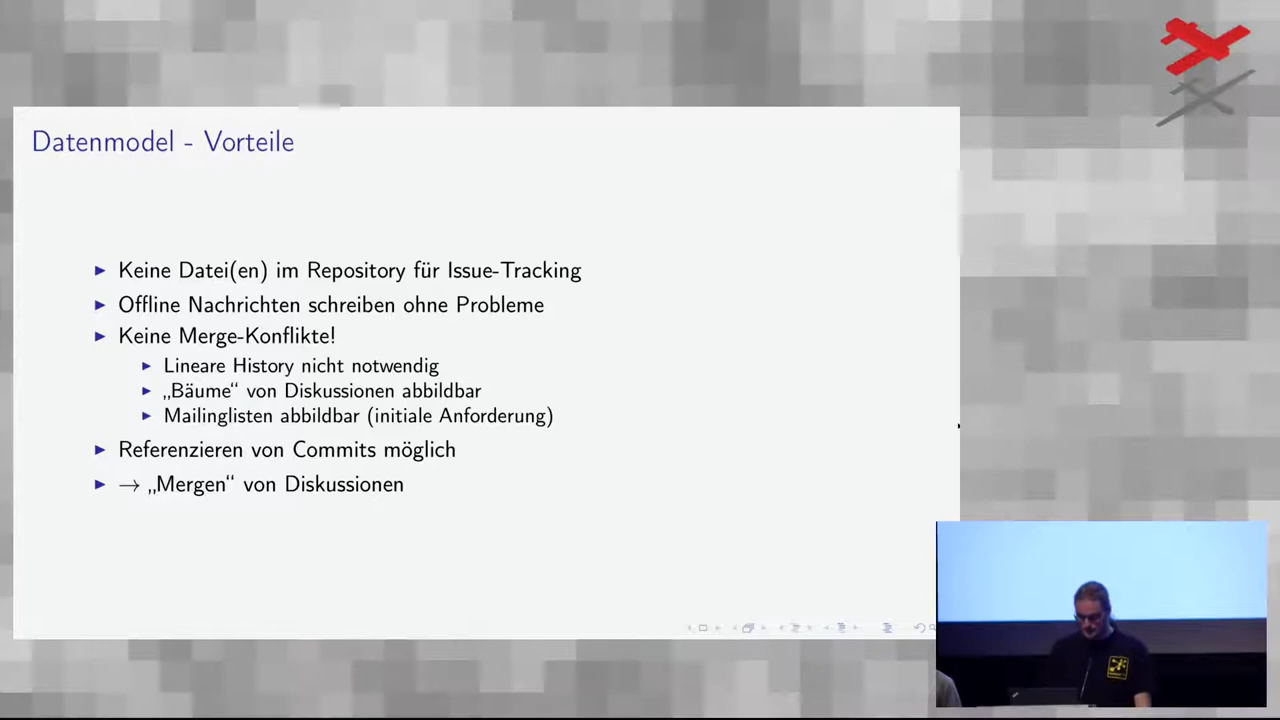 Datenmodel - Vorteile
Keine Datei(en) im Repository für Issue-Tracking
Offline Nachrichten schreiben ohne Probleme
Keine Merge-Konflikte!
Lineare History nicht notwendig
„Bäume“ von Diskussionen abbildbar
Mailinglisten abbildbar (initiale Anforderung)
Referenzieren von Commits möglich
→ „Mergen“ von Diskussionen